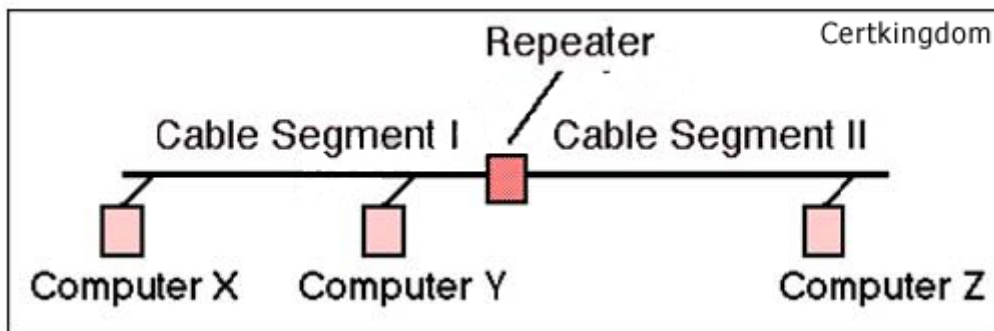 Certkingdom
Repeater
Cable Segment I
Cable Segment II
Computer X
Computer Y
Computer Z